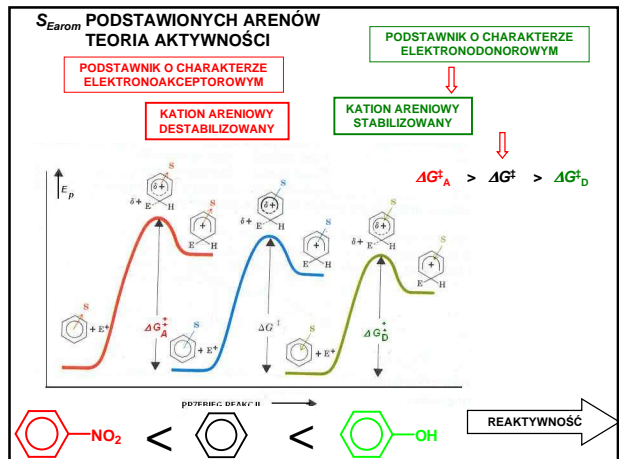 S_Earom PODSTAWIONYCH ARENÓW
TEORIA AKTYWNOŚCI
PODSTAWNIK O CHARAKTERZE
ELEKTRONOAKCEPTOROWYM
PODSTAWNIK O CHARAKTERZE
ELEKTRONODONOROWYM
KATION ARENIOWY
DESTABILIZOWANY
KATION ARENIOWY
STABILIZOWANY
ΔG‡A > ΔG‡ > ΔG‡D
Ep
S
δ+
δ+
E
H
S
+
E
H
S
δ+
δ+
E
H
S
+
E
H
S
δ+
δ+
E
H
S
+
E
H
S
+ E+
ΔG‡A
S
+ E+
ΔG‡
S
+ E+
ΔG‡D
PRZEBIEG REAKCJI
NO2 < < OH
REAKTYWNOŚĆ